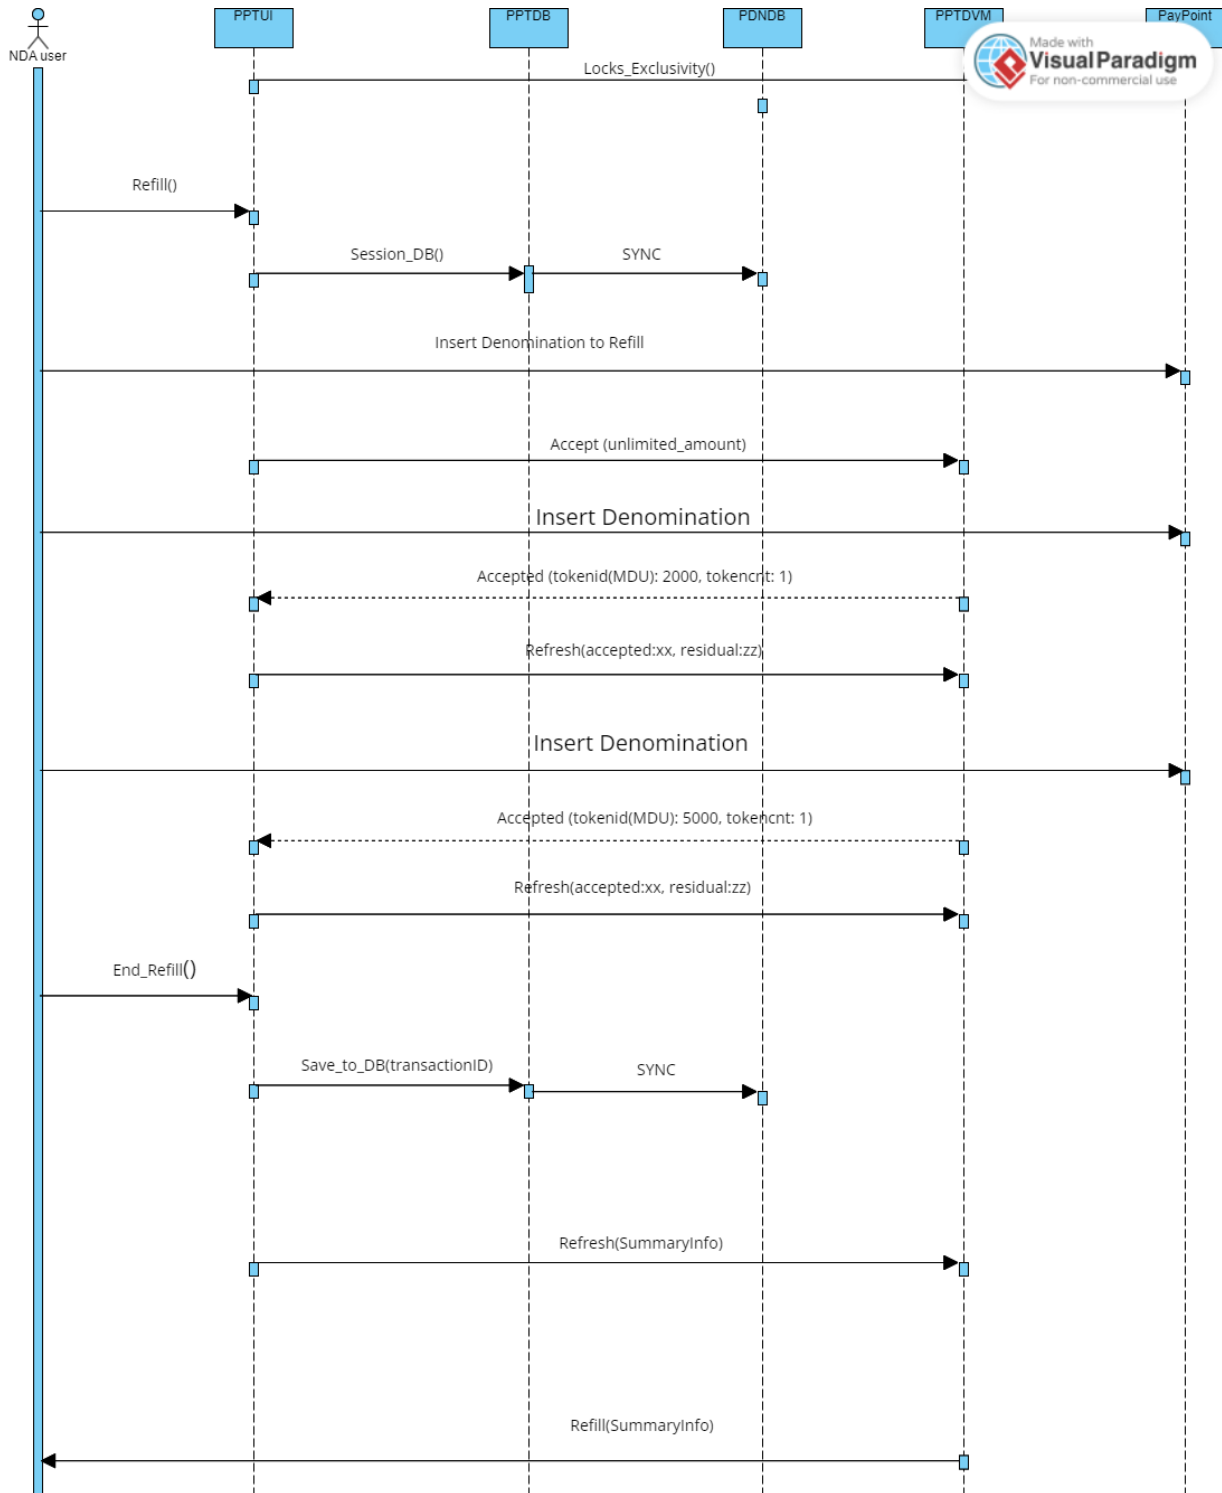 PPTUI
PPTDB
PDNDB
PPTDVM
PayPoint
NDA user
Made with
Visual Paradigm
For non-commercial use
Locks_Exclusivity()
Refill()
Session_DB()
SYNC
Insert Denomination to Refill
Accept (unlimited_amount)
Insert Denomination
Accepted (tokenid(MDU): 2000, tokencnt: 1)
Refresh(accepted:xx, residual:zz)
Insert Denomination
Accepted (tokenid(MDU): 5000, tokencnt: 1)
Refresh(accepted:xx, residual:zz)
End_Refill()
Save_to_DB(transactionID)
SYNC
Refresh(SummaryInfo)
Refill(SummaryInfo)